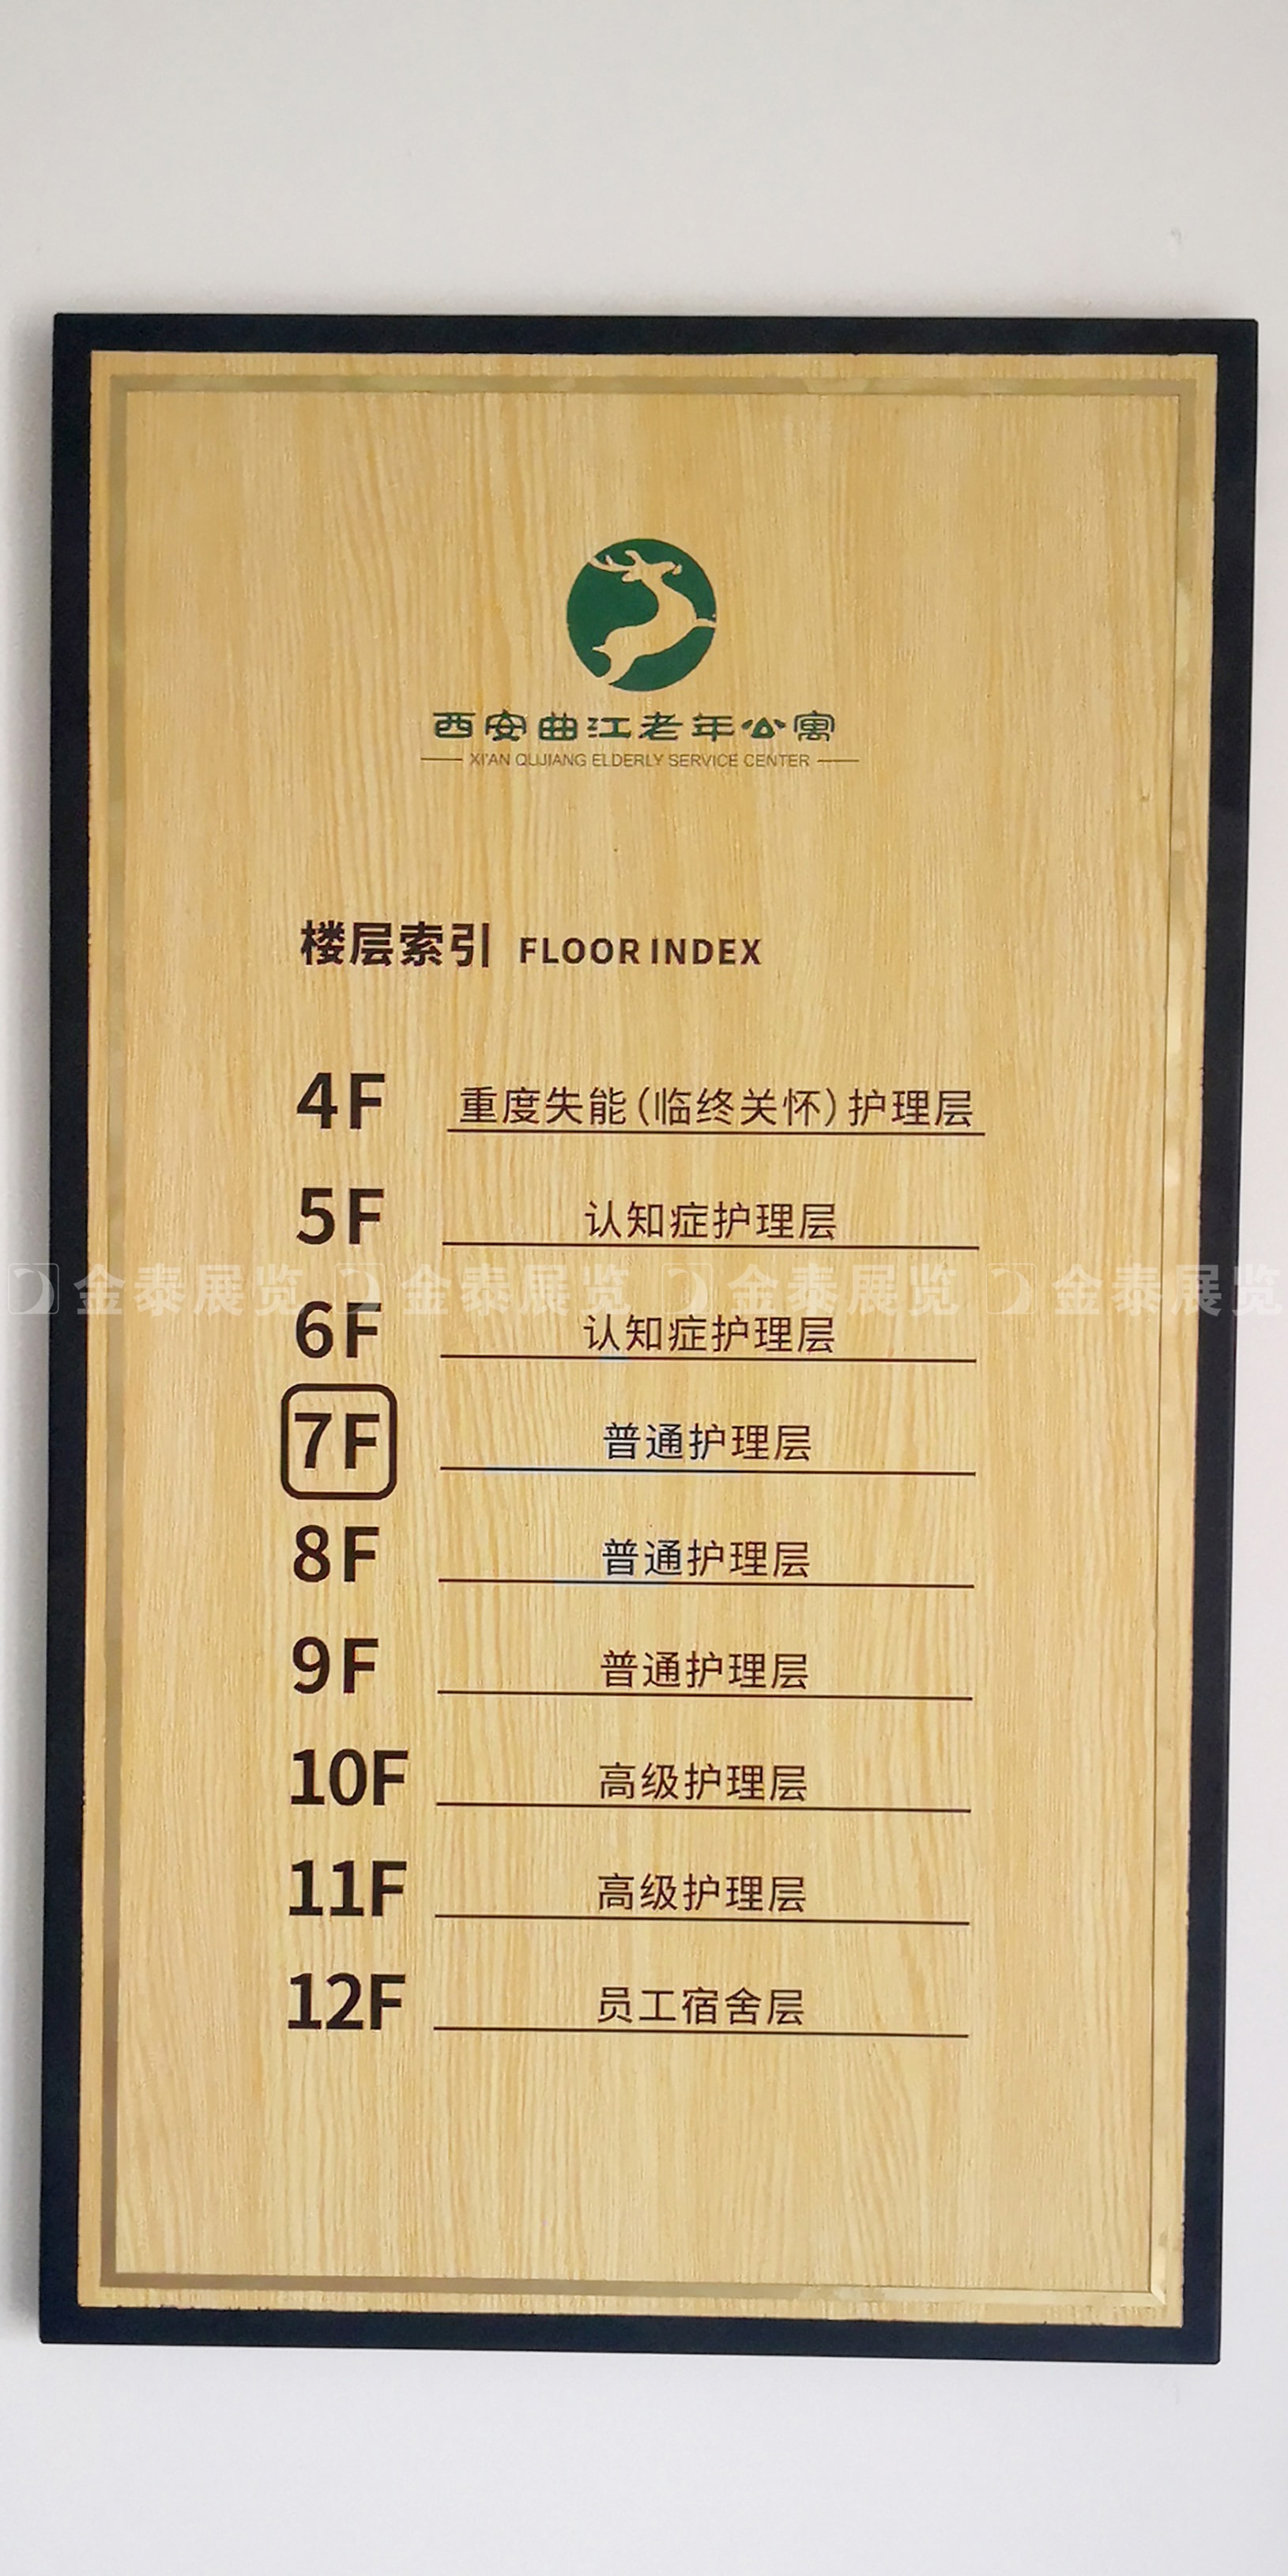 西安曲江老年公寓
XI'AN QUJIANG ELDERLY SERVICE CENTER
楼层索引 FLOOR INDEX
4F 重度失能(临终关怀)护理层
5F 认知症护理层
金泰展览 金泰展览 金泰展览 金泰展览
6F 认知症护理层
7F 普通护理层
8F 普通护理层
9F 普通护理层
10F 高级护理层
11F 高级护理层
12F 员工宿舍层